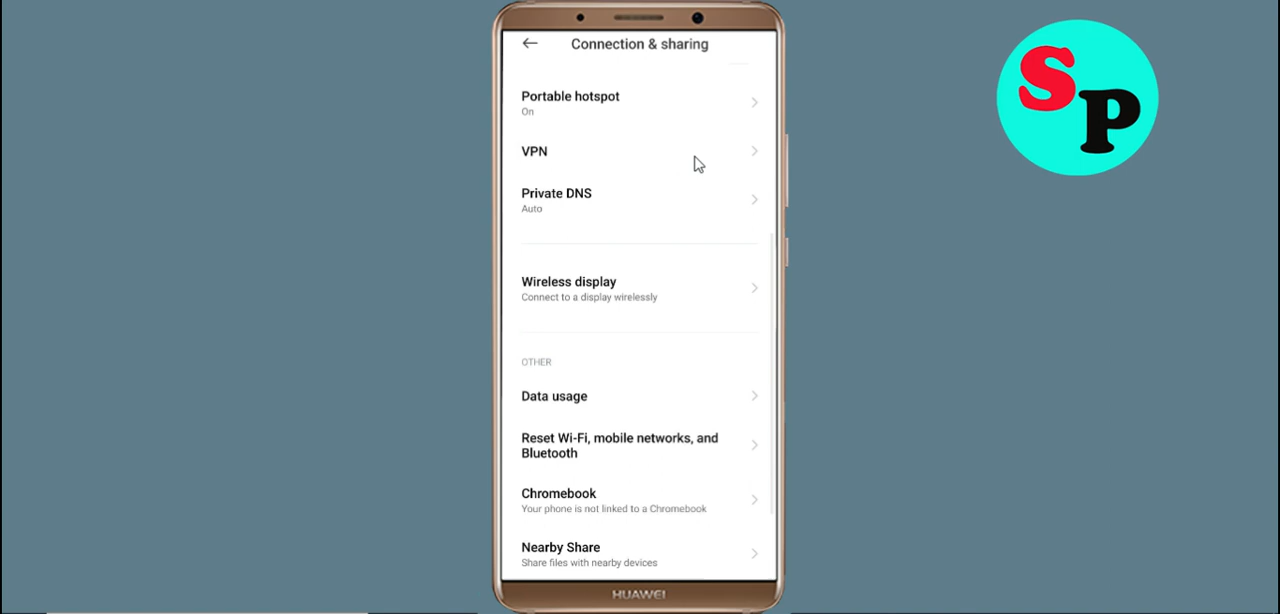 Connection & sharing
Portable hotspot
On
VPN
Private DNS
Auto
Wireless display
Connect to a display wirelessly
OTHER
Data usage
Reset Wi-Fi, mobile networks, and
Bluetooth
Chromebook
Your phone is not linked to a Chromebook
Nearby Share
Share files with nearby devices
HUAWEI
SP